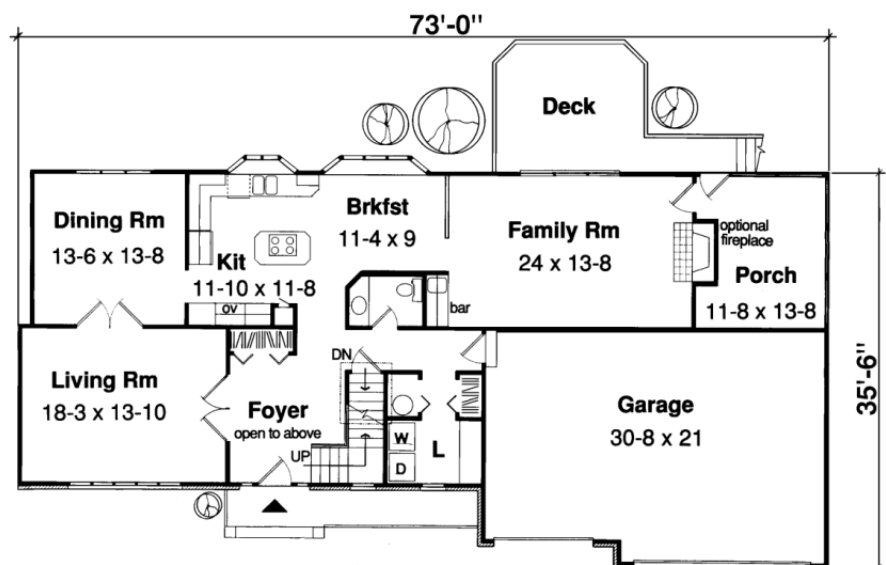 73'-0"
Deck
Dining Rm
13-6 x 13-8
Brkfst
11-4 x 9
Kit
11-10 x 11-8
Family Rm
24 x 13-8
optional
fireplace
Porch
11-8 x 13-8
OV
bar
35'-6"
Living Rm
18-3 x 13-10
DN
Foyer
open to above
UP
W
D
L
Garage
30-8 x 21